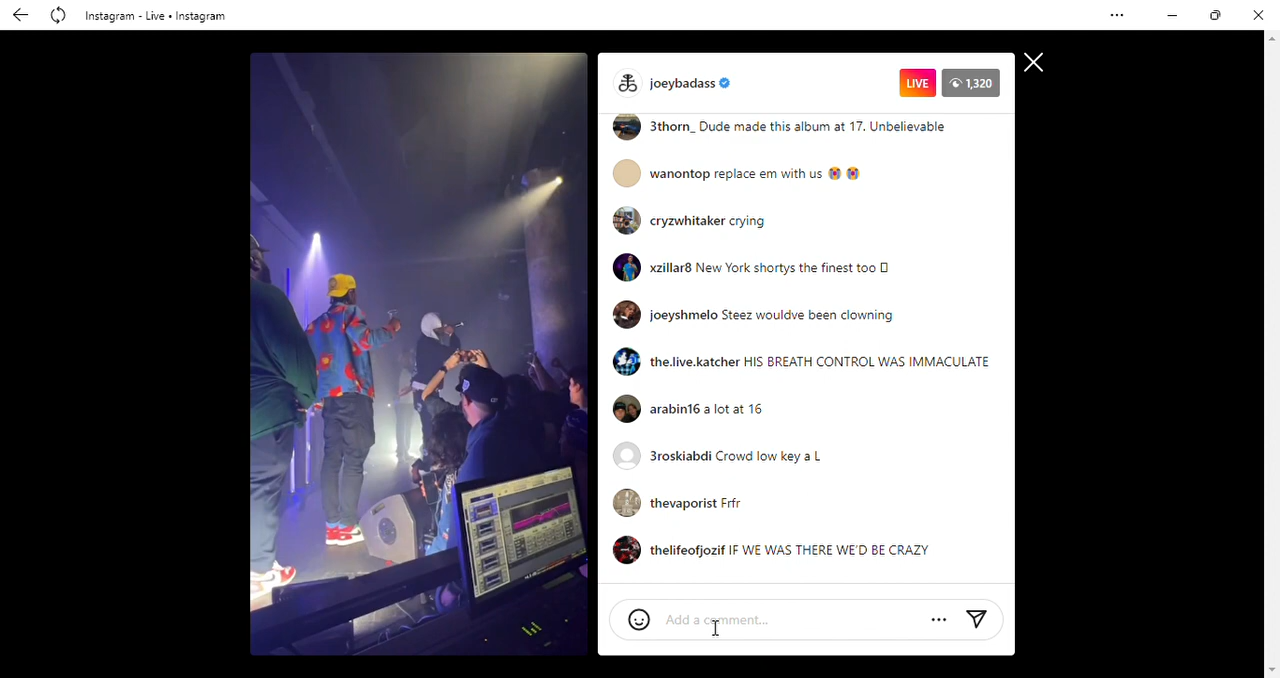 Instagram - Live • Instagram
joeybadass
LIVE
1,320
3thorn_ Dude made this album at 17. Unbelievable
wanontop replace em with us 😭 😭
cryzwhitaker crying
xzillar8 New York shortys the finest too
joeyshmelo Steez wouldve been clowning
the.live.katcher HIS BREATH CONTROL WAS IMMACULATE
arabin16 a lot at 16
3roskiabdi Crowd low key a L
thevaporist Frfr
thelifeofjozif IF WE WAS THERE WE'D BE CRAZY
Add a comment...